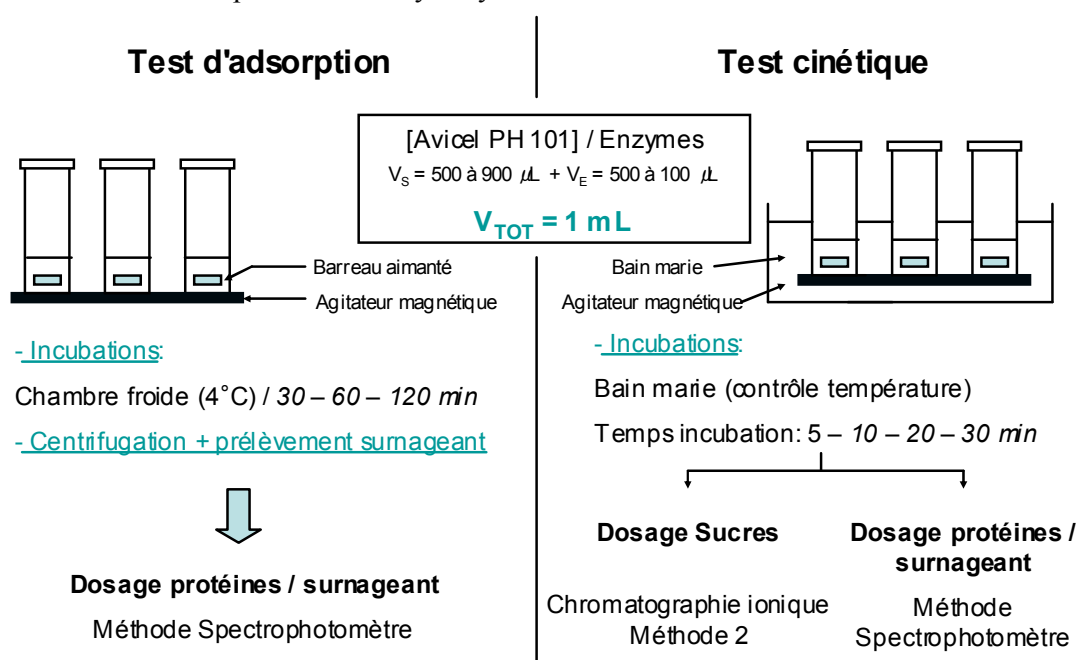 Test d'adsorption
Test cinétique
[Avicel PH 101] / Enzymes
V_S = 500 à 900 µL + V_E = 500 à 100 µL
V_TOT = 1 mL
Barreau aimanté
Agitateur magnétique
Bain marie
Agitateur magnétique
- Incubations:
Chambre froide (4°C) / 30 – 60 – 120 min
- Centrifugation + prélèvement surnageant
Dosage protéines / surnageant
Méthode Spectrophotomètre
- Incubations:
Bain marie (contrôle température)
Temps incubation: 5 – 10 – 20 – 30 min
Dosage Sucres
Chromatographie ionique
Méthode 2
Dosage protéines /
surnageant
Méthode
Spectrophotomètre